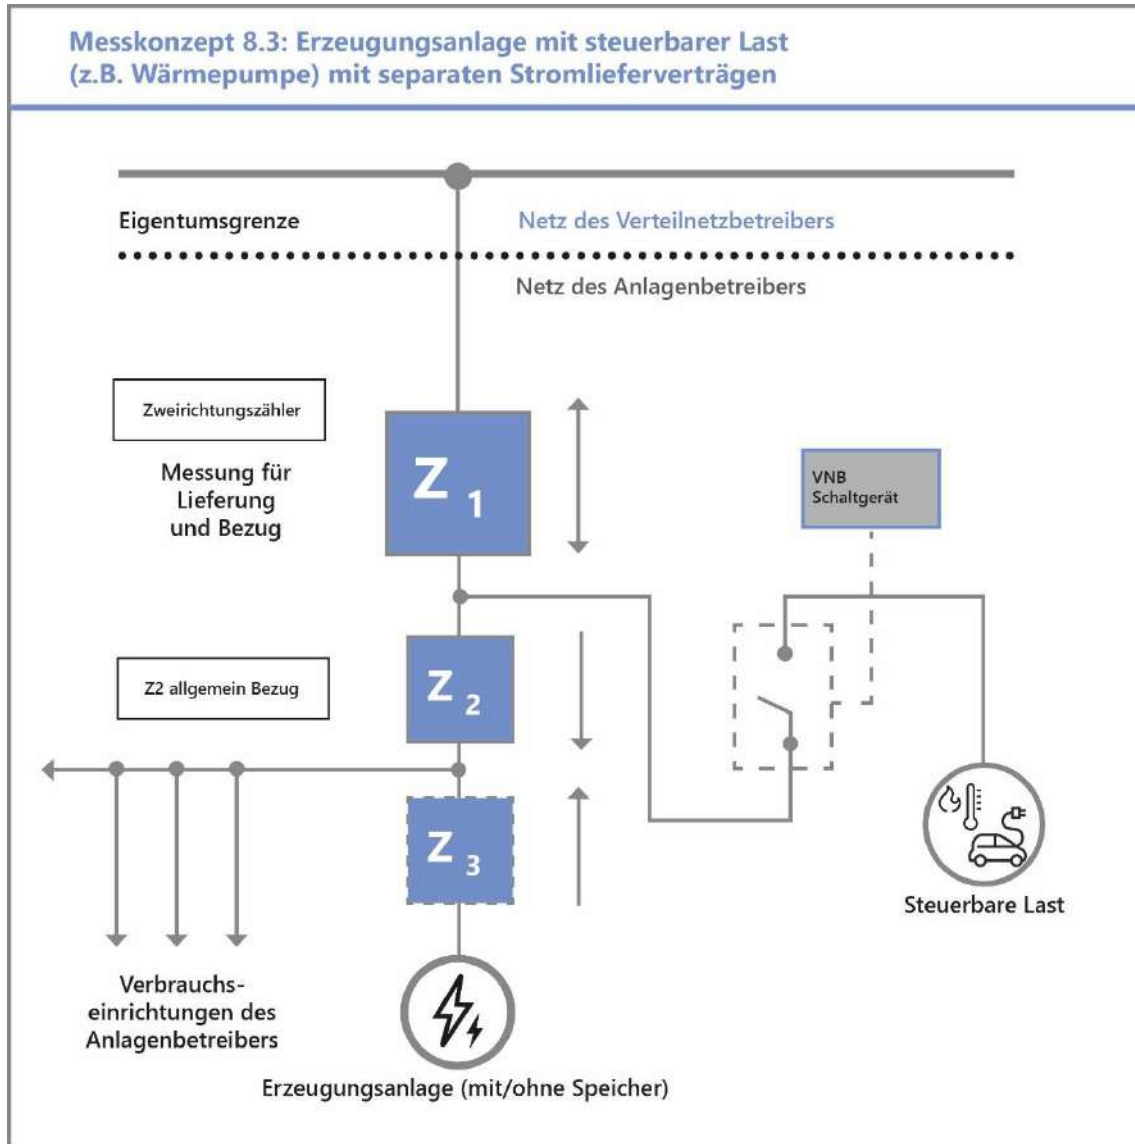 Messkonzept 8.3: Erzeugungsanlage mit steuerbarer Last
(z.B. Wärmepumpe) mit separaten Stromlieferverträgen
Eigentumsgrenze
Netz des Verteilnetzbetreibers
Netz des Anlagenbetreibers
Zweirichtungszähler
Messung für
Lieferung
und Bezug
Z 1
VNB
Schaltgerät
Z2 allgemein Bezug
Z 2
Z 3
Steuerbare Last
Verbrauchs-
einrichtungen des
Anlagenbetreibers
Erzeugungsanlage (mit/ohne Speicher)